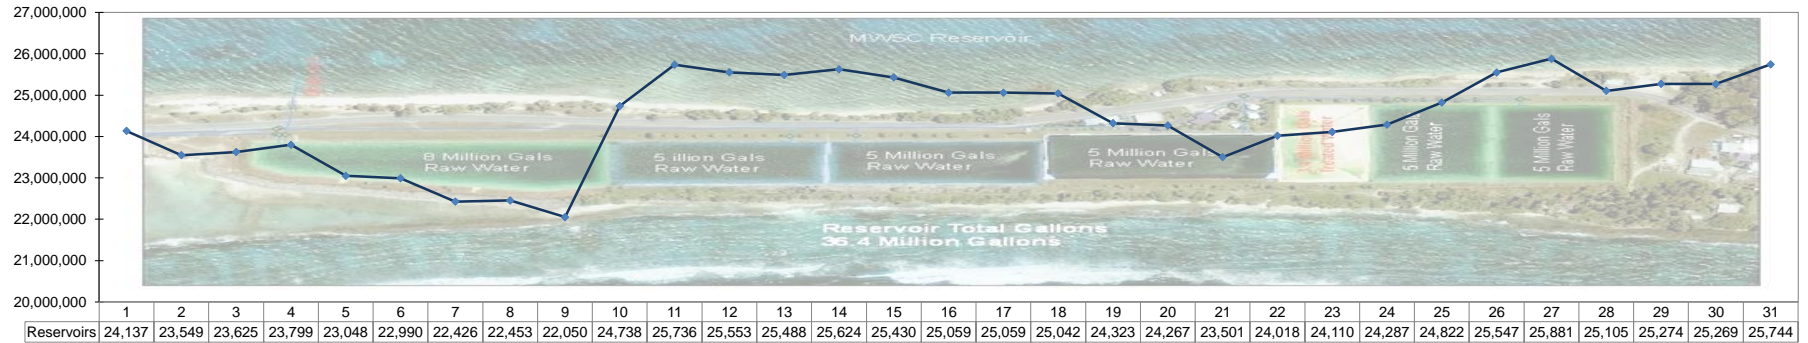 27,000,000
26,000,000
25,000,000
24,000,000
23,000,000
22,000,000
21,000,000
20,000,000
MWSC Reservoir
8 Million Gals
Raw Water
5 illion Gals
Raw Water
5 Million Gals
Raw Water
5 Million Gals
Raw Water
Treated Water
5 Million Gals
Raw Water
5 Million Gals
Raw Water
Reservoir Total Gallons
36.4 Million Gallons
1 2 3 4 5 6 7 8 9 10 11 12 13 14 15 16 17 18 19 20 21 22 23 24 25 26 27 28 29 30 31
Reservoirs 24,137 23,549 23,625 23,799 23,048 22,990 22,426 22,453 22,050 24,738 25,736 25,553 25,488 25,624 25,430 25,059 25,059 25,042 24,323 24,267 23,501 24,018 24,110 24,287 24,822 25,547 25,881 25,105 25,274 25,269 25,744